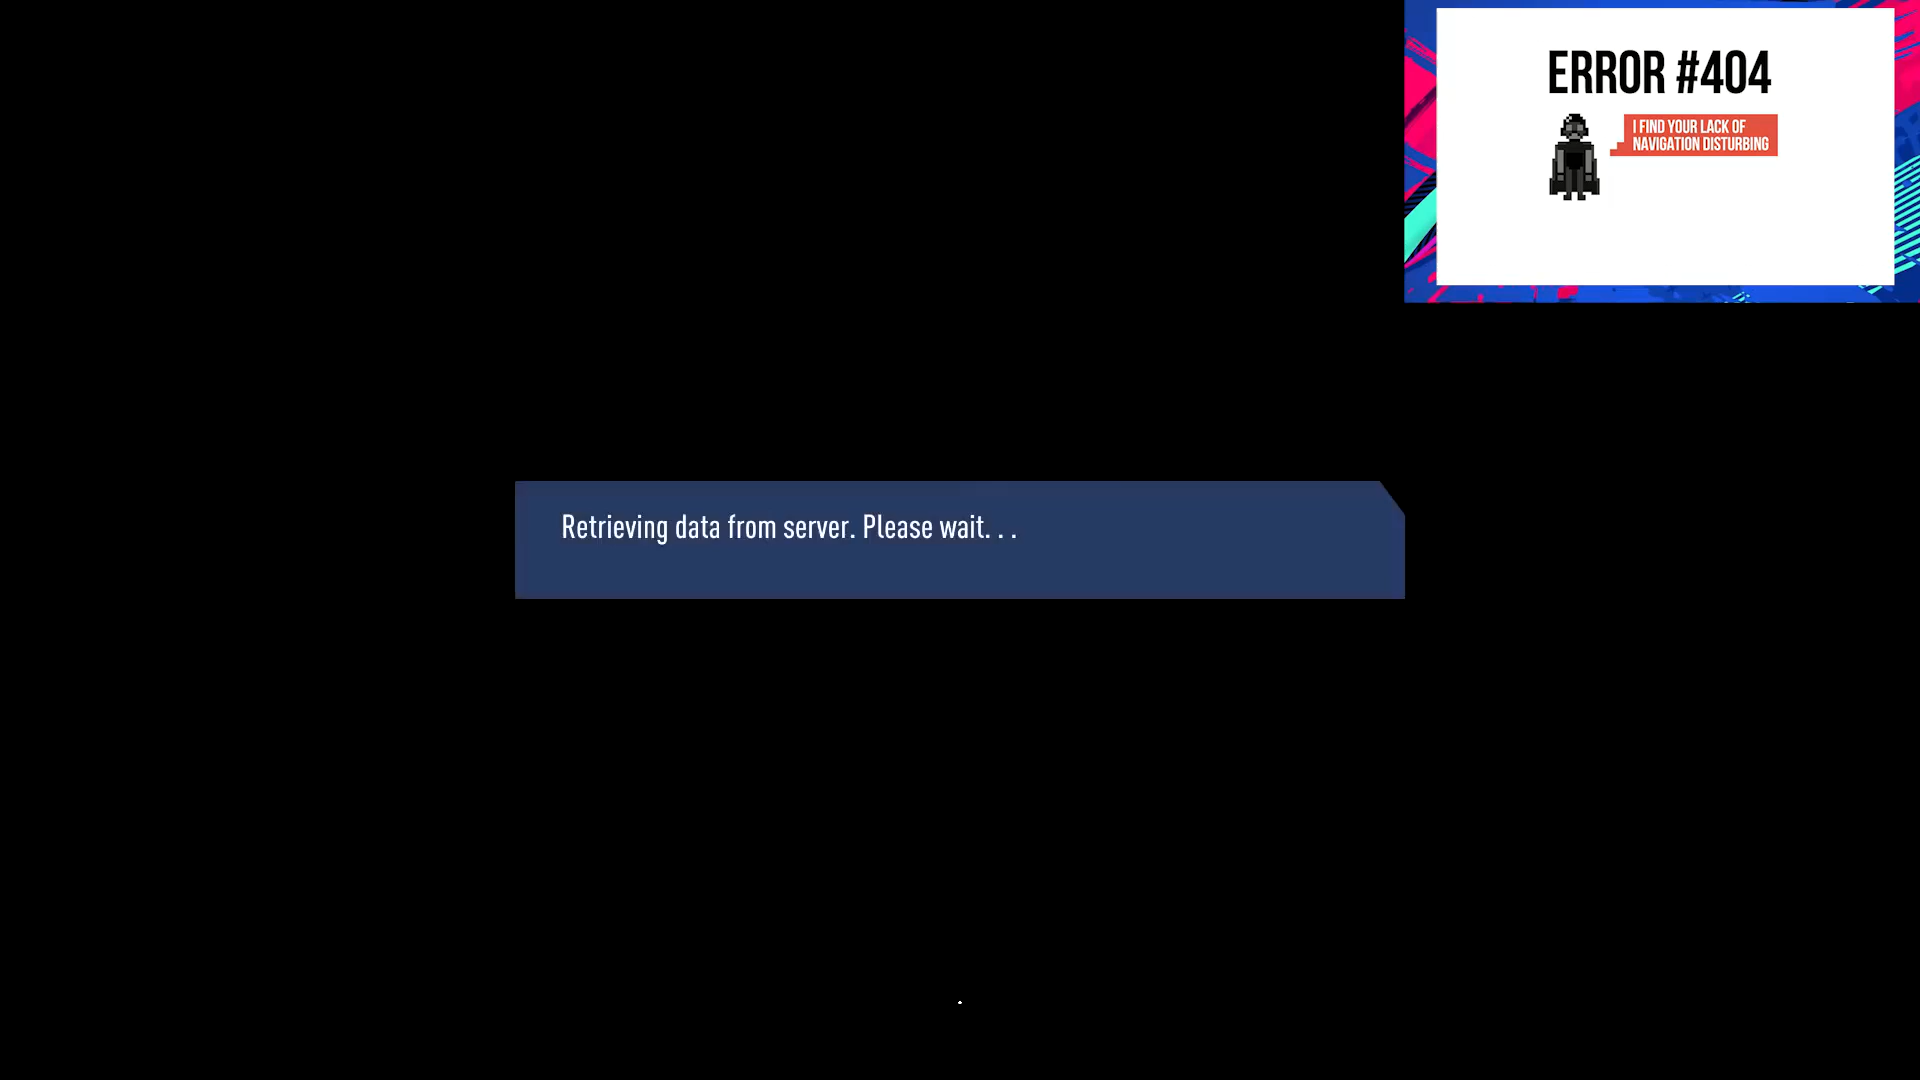 ERROR #404
I FIND YOUR LACK OF
NAVIGATION DISTURBING
Retrieving data from server. Please wait. . .